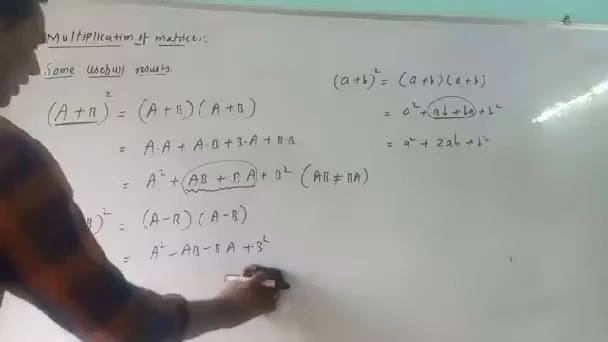 Multiplication of matrices:
Some usefull results
(A+B)² = (A+B)(A+B)
= A·A + A·B + B·A + B·B
= A² + AB + BA + B² (AB ≠ BA)
B)² = (A-B)(A-B)
= A² - AB - BA + B²
(a+b)² = (a+b)(a+b)
= a² + ab + ba + b²
= a² + 2ab + b²